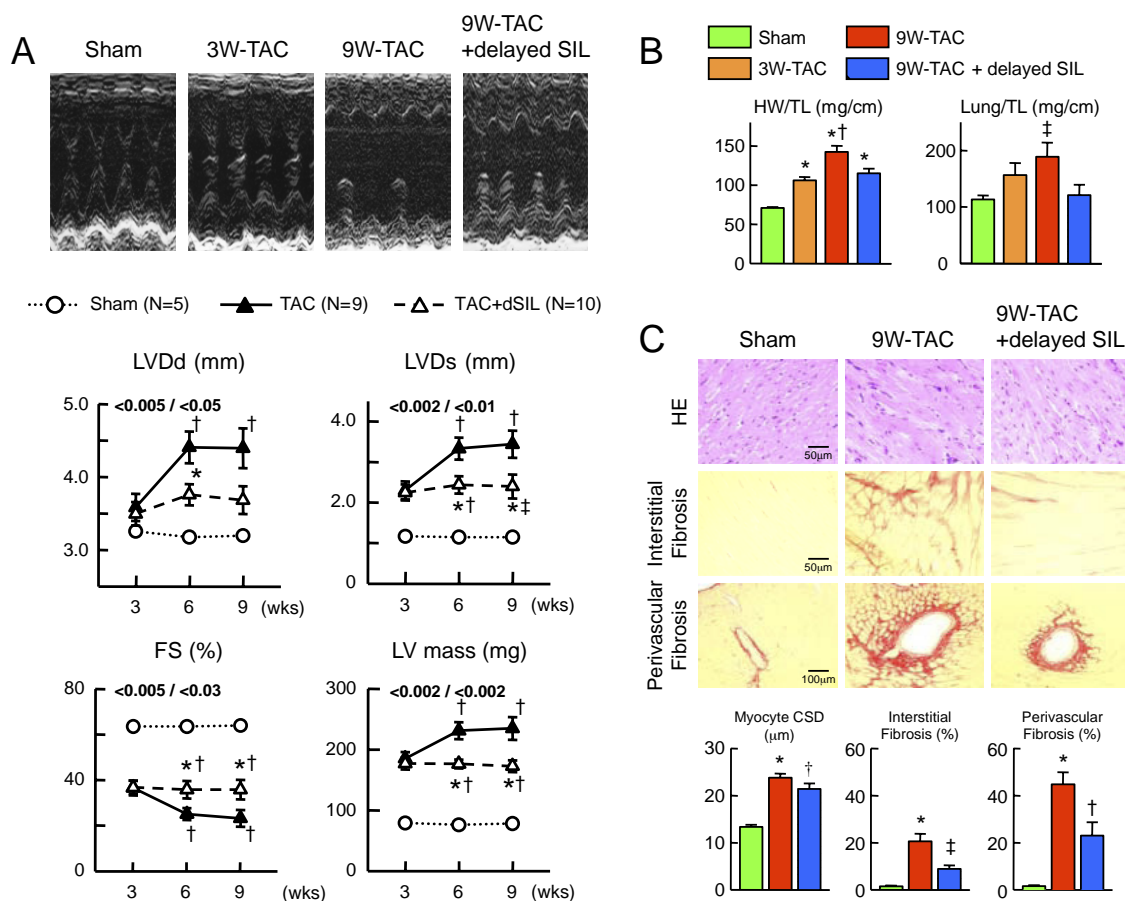 A
Sham
3W-TAC
9W-TAC
9W-TAC
+delayed SIL
Sham (N=5)
TAC (N=9)
TAC+dSIL (N=10)
LVDd (mm)
<0.005 / <0.05
5.0
4.0
3.0
†
†
*
3
6
9
(wks)
LVDs (mm)
<0.002 / <0.01
4.0
2.0
0
†
†
*†
*‡
3
6
9
(wks)
FS (%)
<0.005 / <0.03
80
40
0
*†
*†
†
†
3
6
9
(wks)
LV mass (mg)
<0.002 / <0.002
300
200
100
0
†
†
*†
*†
3
6
9
(wks)
B
Sham
9W-TAC
3W-TAC
9W-TAC + delayed SIL
HW/TL (mg/cm)
150
100
50
0
*
*†
*
Lung/TL (mg/cm)
200
100
0
‡
C
Sham
9W-TAC
9W-TAC
+delayed SIL
HE
50μm
Interstitial
Fibrosis
50μm
Perivascular
Fibrosis
100μm
Myocyte CSD
(μm)
30
20
10
0
*
†
Interstitial
Fibrosis (%)
60
40
20
0
*
‡
Perivascular
Fibrosis (%)
60
40
20
0
*
†